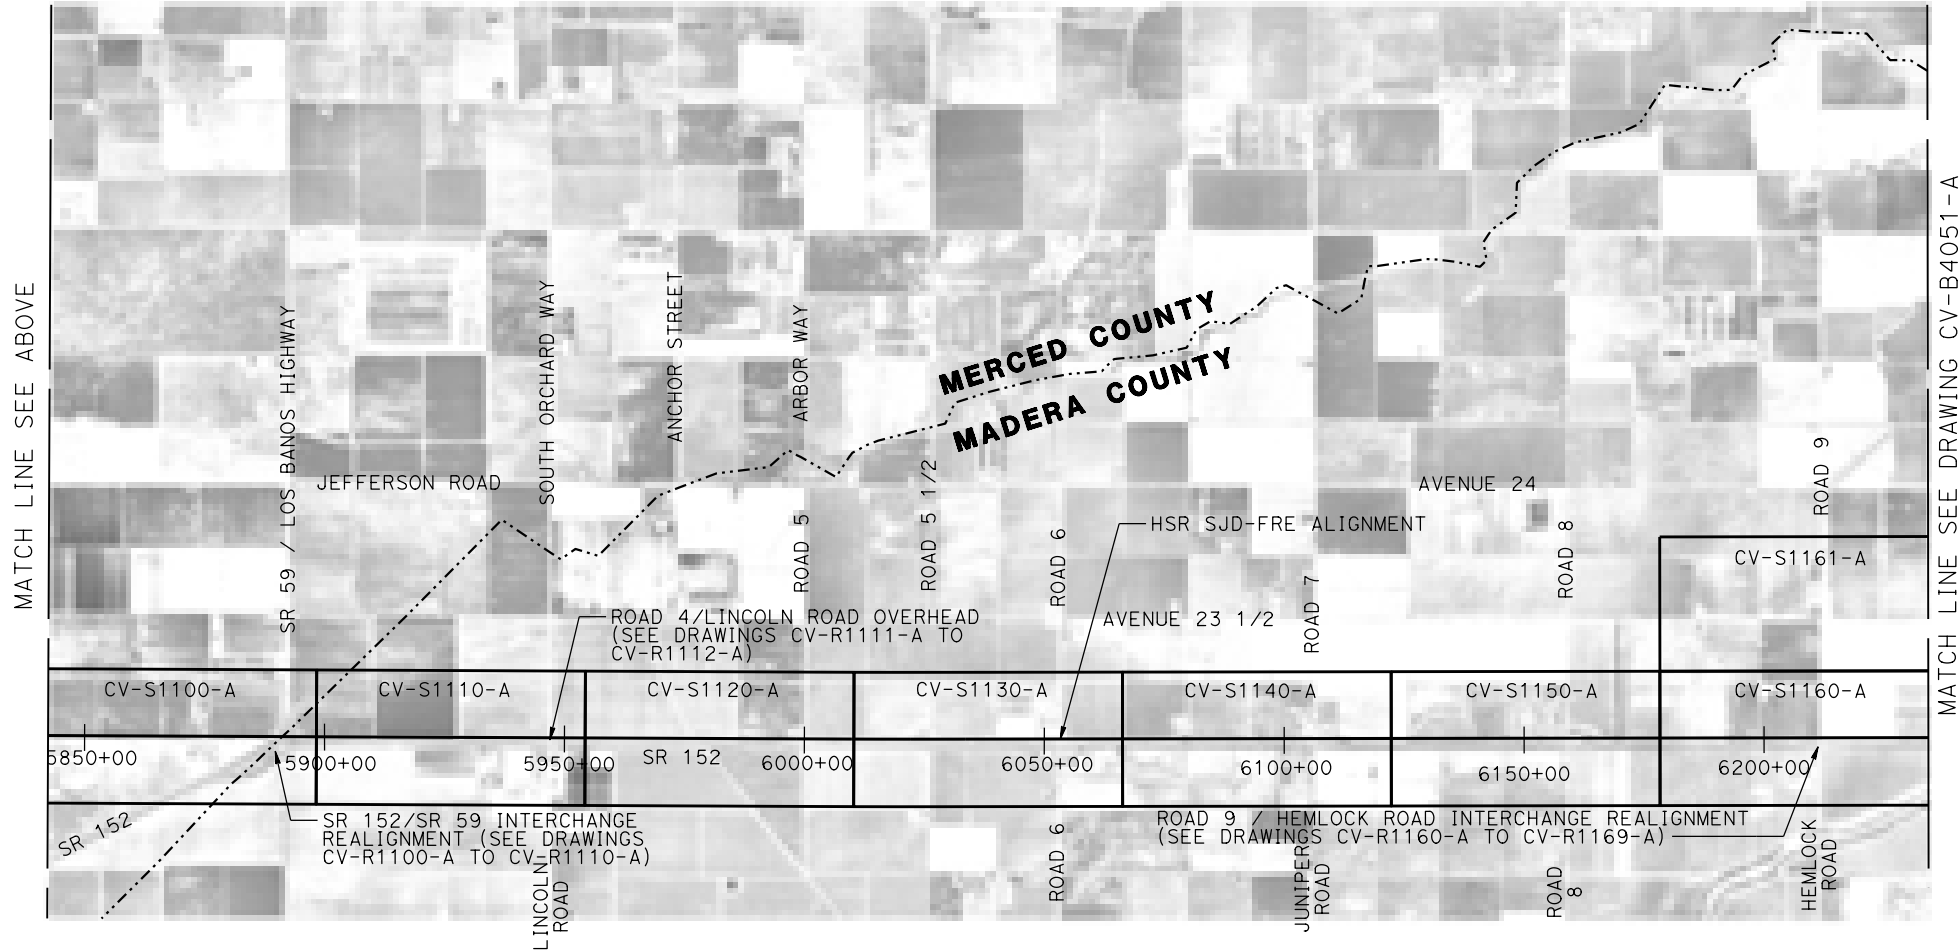 MATCH LINE SEE ABOVE
SR 59 / LOS BANOS HIGHWAY
JEFFERSON ROAD
SOUTH ORCHARD WAY
ANCHOR STREET
ARBOR WAY
MERCED COUNTY
MADERA COUNTY
ROAD 5
ROAD 5 1/2
ROAD 6
HSR SJD-FRE ALIGNMENT
AVENUE 24
AVENUE 23 1/2
ROAD 7
ROAD 8
ROAD 9
MATCH LINE SEE DRAWING CV-B4051-A
ROAD 4/LINCOLN ROAD OVERHEAD
(SEE DRAWINGS CV-R1111-A TO
CV-R1112-A)
CV-S1161-A
CV-S1100-A
CV-S1110-A
CV-S1120-A
CV-S1130-A
CV-S1140-A
CV-S1150-A
CV-S1160-A
5850+00
5900+00
5950+00
SR 152
6000+00
6050+00
6100+00
6150+00
6200+00
SR 152
SR 152/SR 59 INTERCHANGE
REALIGNMENT (SEE DRAWINGS
CV-R1100-A TO CV-R1110-A)
ROAD 9 / HEMLOCK ROAD INTERCHANGE REALIGNMENT
(SEE DRAWINGS CV-R1160-A TO CV-R1169-A)
LINCOLN
ROAD
ROAD 6
JUNIPER
ROAD
ROAD
8
HEMLOCK
ROAD